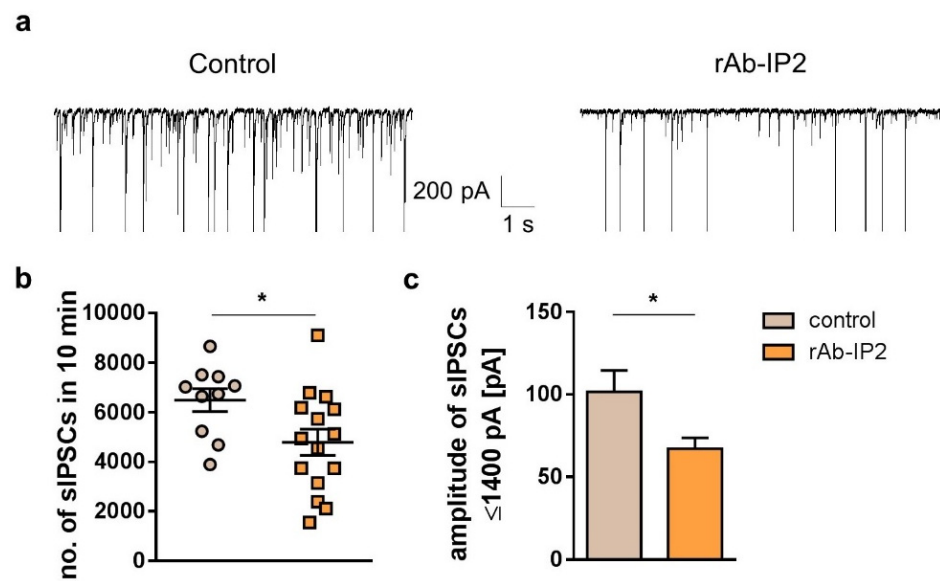 a
Control
rAb-IP2
200 pA
1 s
b
no. of sIPSCs in 10 min
10000
8000
6000
4000
2000
0
*
c
amplitude of sIPSCs
≤1400 pA [pA]
150
100
50
0
*
control
rAb-IP2